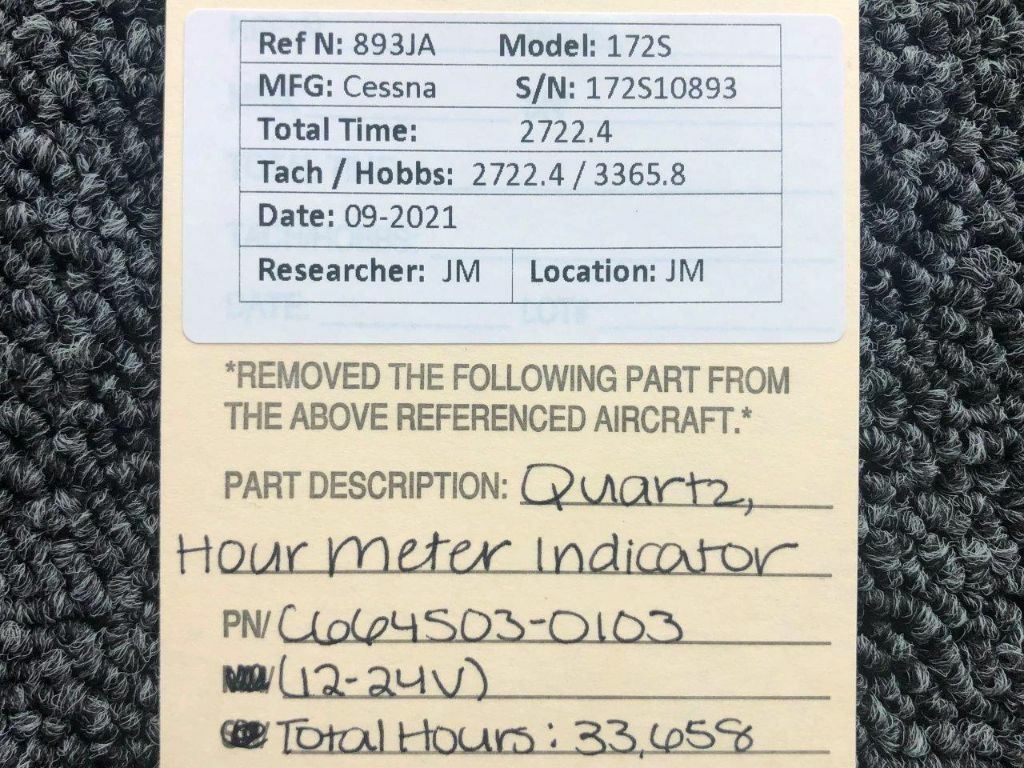 Ref N: 893JA Model: 172S
MFG: Cessna S/N: 172S10893
Total Time: 2722.4
Tach / Hobbs: 2722.4 / 3365.8
Date: 09-2021
Researcher: JM Location: JM
DATE: LOT#
*REMOVED THE FOLLOWING PART FROM
THE ABOVE REFERENCED AIRCRAFT.*
PART DESCRIPTION: Quartz,
Hour Meter Indicator
PN/ C664503-0103
(12-24V)
Total Hours: 33,658